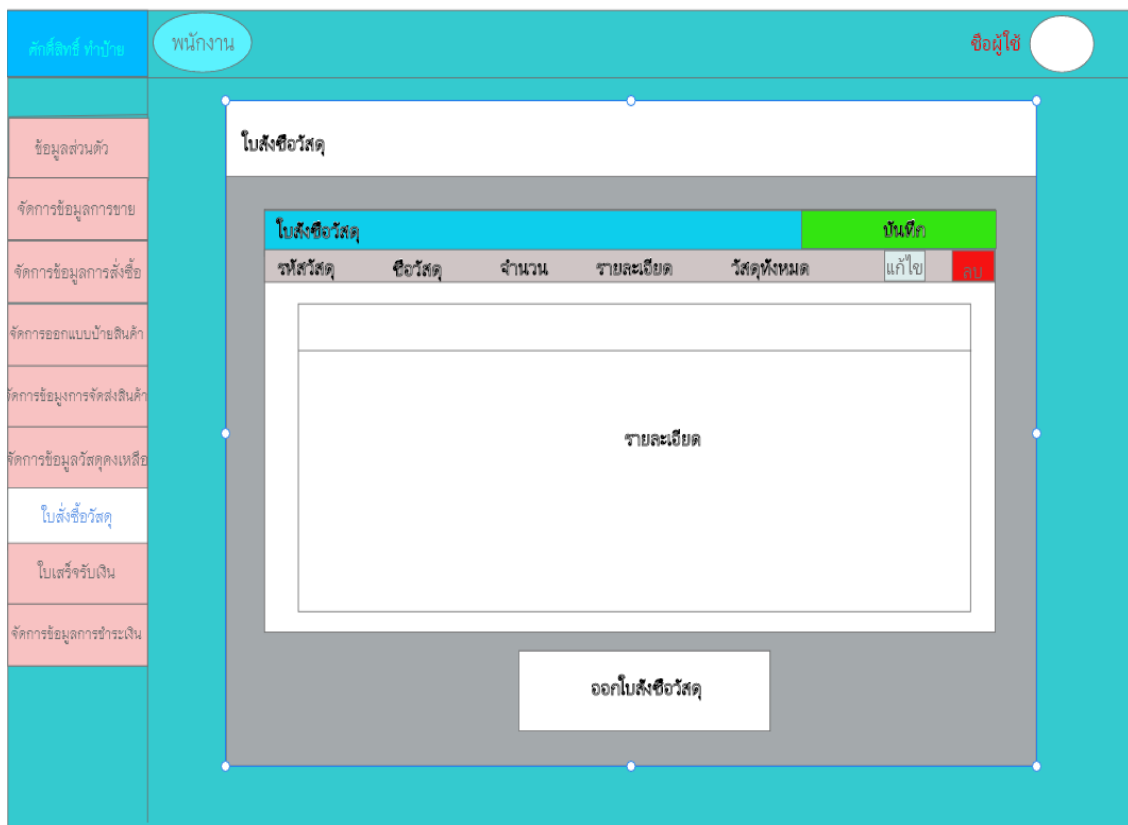 ศักดิ์สิทธิ์ ทำป้าย
พนักงาน
ชื่อผู้ใช้
ข้อมูลส่วนตัว
จัดการข้อมูลการขาย
จัดการข้อมูลการสั่งซื้อ
จัดการออกแบบป้ายสินค้า
จัดการข้อมูงการจัดส่งสินค้า
จัดการข้อมูลวัสดุคงเหลือ
ใบสั่งซื้อวัสดุ
ใบเสร็จรับเงิน
จัดการข้อมูลการชำระเงิน
ใบสั่งซื้อวัสดุ
ใบสั่งซื้อวัสดุ
บันทึก
รหัสวัสดุ ชื่อวัสดุ จำนวน รายละเอียด วัสดุทั้งหมด แก้ไข ลบ
รายละเอียด
ออกใบสั่งซื้อวัสดุ